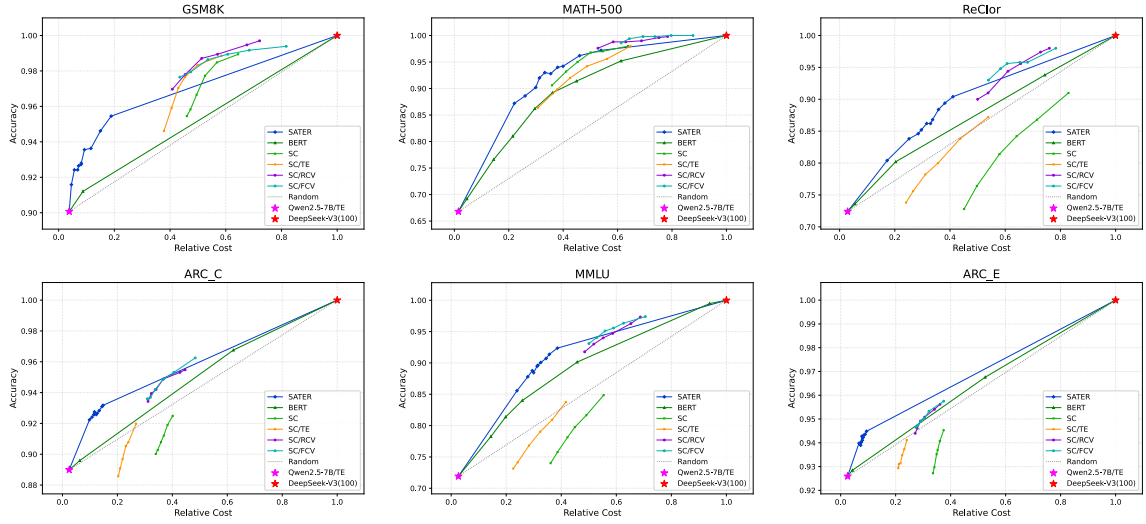 GSM8K
1.00
0.98
0.96
0.94
0.92
0.90
Accuracy
0.0
0.2
0.4
0.6
0.8
1.0
Relative Cost
SATER
BERT
SC
SC/TE
SC/RCV
SC/FCV
Random
Qwen2.5-7B/TE
DeepSeek-V3(100)
MATH-500
1.00
0.95
0.90
0.85
0.80
0.75
0.70
0.65
Accuracy
0.0
0.2
0.4
0.6
0.8
1.0
Relative Cost
SATER
BERT
SC
SC/TE
SC/RCV
SC/FCV
Random
Qwen2.5-7B/TE
DeepSeek-V3(100)
ReClor
1.00
0.95
0.90
0.85
0.80
0.75
0.70
Accuracy
0.0
0.2
0.4
0.6
0.8
1.0
Relative Cost
SATER
BERT
SC
SC/TE
SC/RCV
SC/FCV
Random
Qwen2.5-7B/TE
DeepSeek-V3(100)
ARC_C
1.00
0.98
0.96
0.94
0.92
0.90
0.88
Accuracy
0.0
0.2
0.4
0.6
0.8
1.0
Relative Cost
SATER
BERT
SC
SC/TE
SC/RCV
SC/FCV
Random
Qwen2.5-7B/TE
DeepSeek-V3(100)
MMLU
1.00
0.95
0.90
0.85
0.80
0.75
0.70
Accuracy
0.0
0.2
0.4
0.6
0.8
1.0
Relative Cost
SATER
BERT
SC
SC/TE
SC/RCV
SC/FCV
Random
Qwen2.5-7B/TE
DeepSeek-V3(100)
ARC_E
1.00
0.99
0.98
0.97
0.96
0.95
0.94
0.93
0.92
Accuracy
0.0
0.2
0.4
0.6
0.8
1.0
Relative Cost
SATER
BERT
SC
SC/TE
SC/RCV
SC/FCV
Random
Qwen2.5-7B/TE
DeepSeek-V3(100)